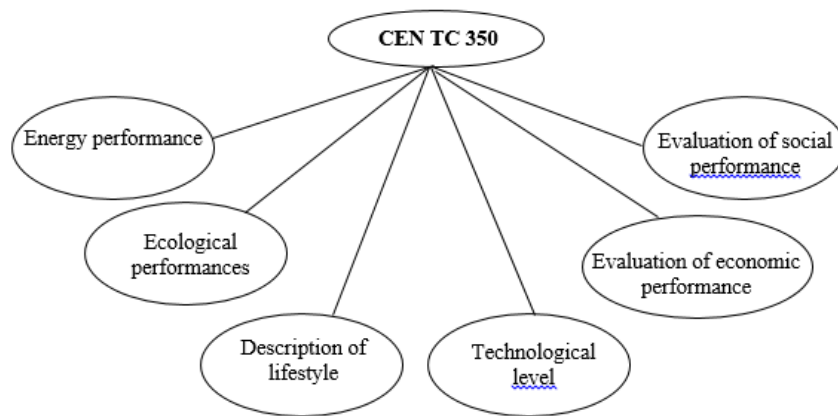 CEN TC 350
Energy performance
Evaluation of social
performance
Ecological
performances
Evaluation of economic
performance
Description of
lifestyle
Technological
level